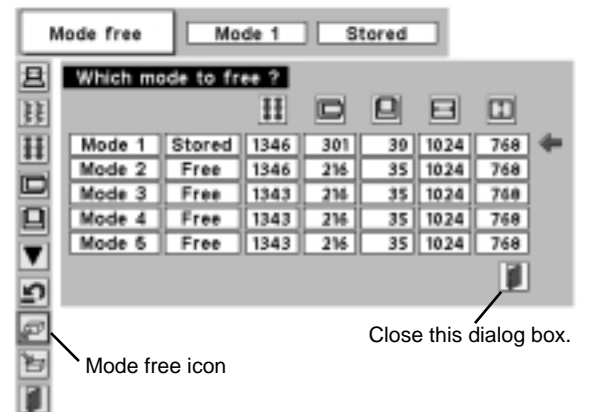 Mode free Mode 1 Stored
Which mode to free ?
Mode 1 Stored 1346 301 39 1024 768
Mode 2 Free 1346 216 35 1024 768
Mode 3 Free 1343 216 35 1024 768
Mode 4 Free 1343 216 35 1024 768
Mode 5 Free 1343 216 35 1024 768
Close this dialog box.
Mode free icon